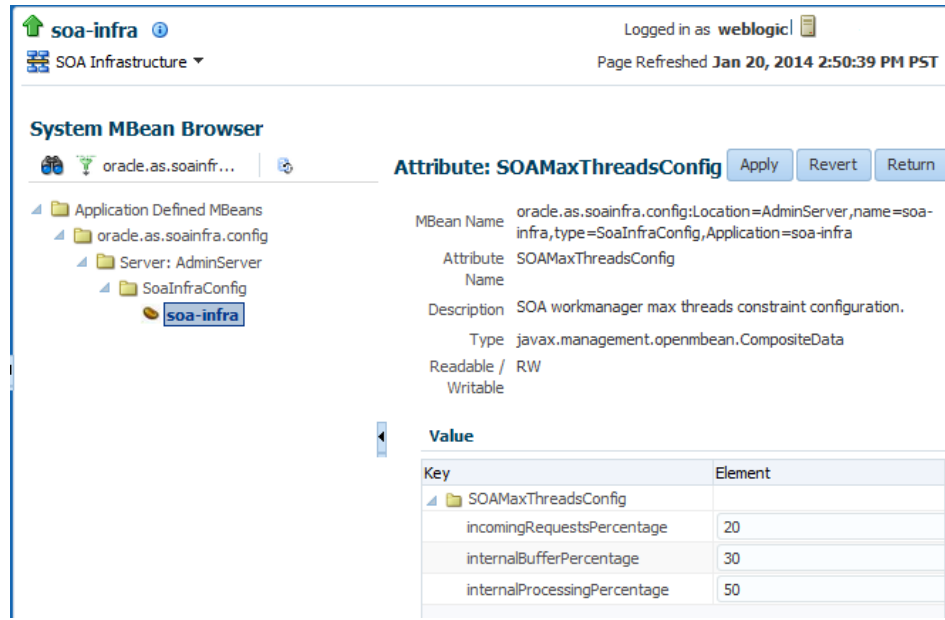 soa-infra
Logged in as weblogic
SOA Infrastructure
Page Refreshed Jan 20, 2014 2:50:39 PM PST
System MBean Browser
oracle.as.soainfr...
Application Defined MBeans
oracle.as.soainfra.config
Server: AdminServer
SoaInfraConfig
soa-infra
Attribute: SOAMaxThreadsConfig Apply Revert Return
MBean Name oracle.as.soainfra.config:Location=AdminServer,name=soa-
infra,type=SoaInfraConfig,Application=soa-infra
Attribute SOAMaxThreadsConfig
Name
Description SOA workmanager max threads constraint configuration.
Type javax.management.openmbean.CompositeData
Readable / RW
Writable
Value
Key Element
SOAMaxThreadsConfig
incomingRequestsPercentage 20
internalBufferPercentage 30
internalProcessingPercentage 50